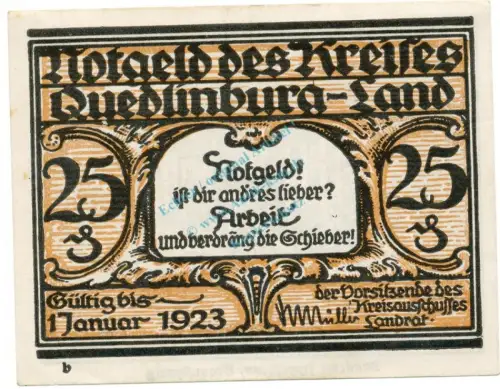 Notgeld des Kreises
Quedlinburg-Land
25
₰
Notgeld!
ist dir andres lieber?
Arbeit
und verdräng die Schieber!
25
₰
Gültig bis
1 Januar 1923
der Vorsitzende des
Kreisausschusses
Müller
Landrat.
b